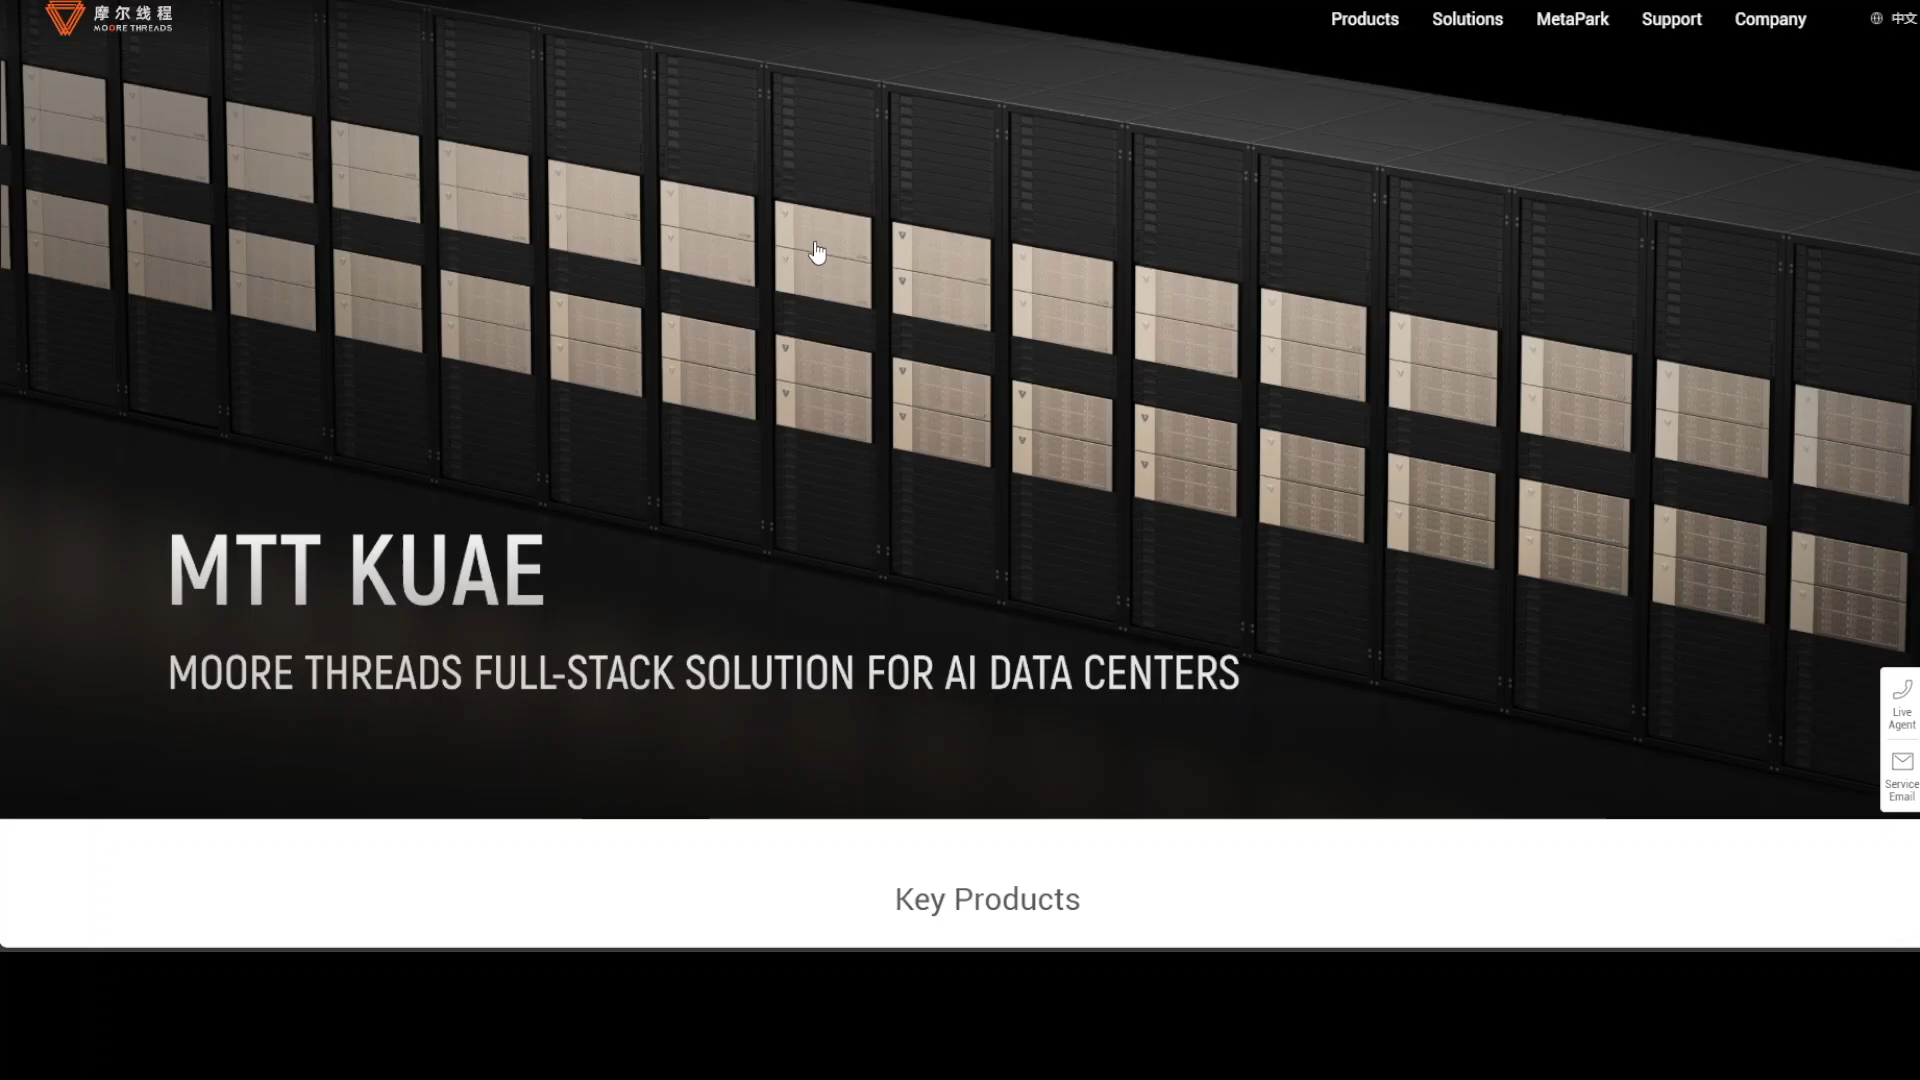 摩尔线程
MOORE THREADS
Products Solutions MetaPark Support Company 中文
MTT KUAE
MOORE THREADS FULL-STACK SOLUTION FOR AI DATA CENTERS
Live
Agent
Service
Email
Key Products